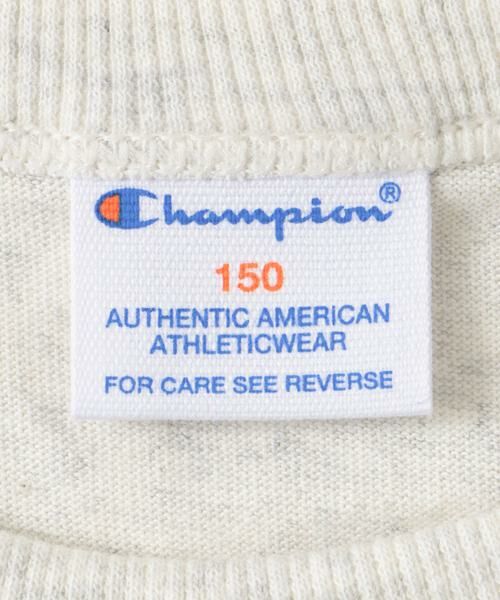 Champion®
150
AUTHENTIC AMERICAN
ATHLETICWEAR
FOR CARE SEE REVERSE